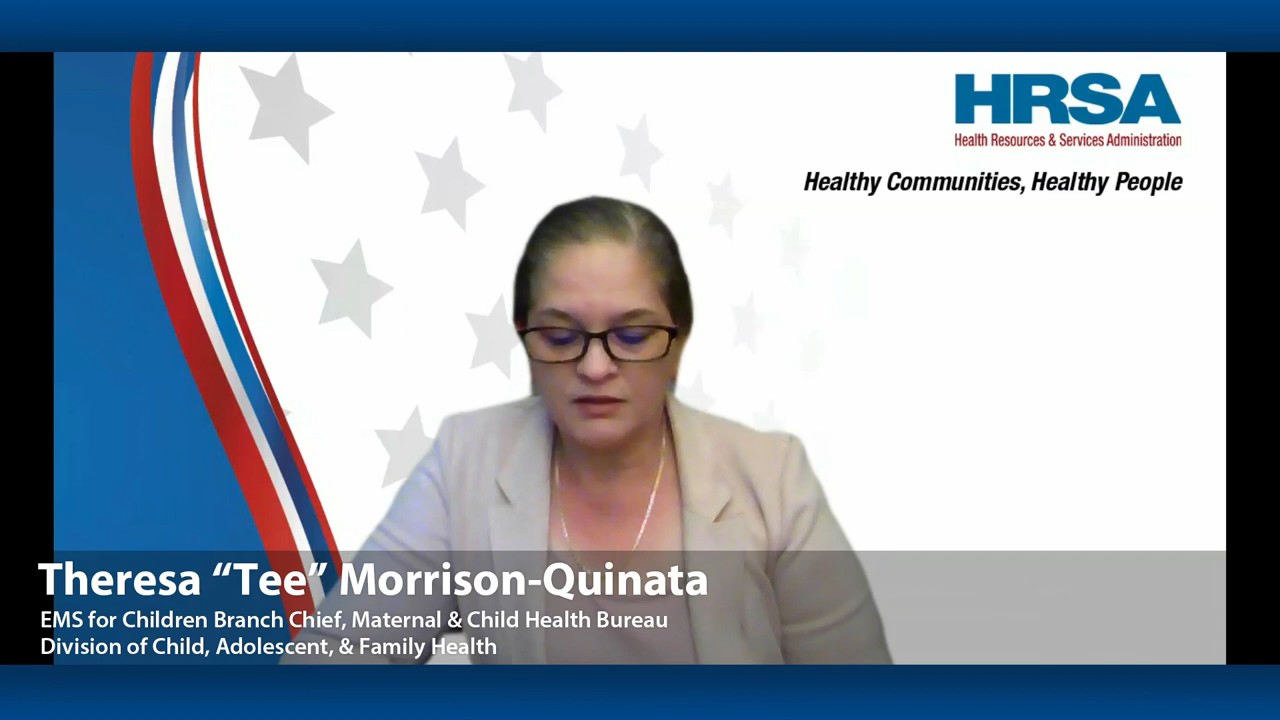 HRSA
Health Resources & Services Administration
Healthy Communities, Healthy People
Theresa “Tee” Morrison-Quinata
EMS for Children Branch Chief, Maternal & Child Health Bureau
Division of Child, Adolescent, & Family Health